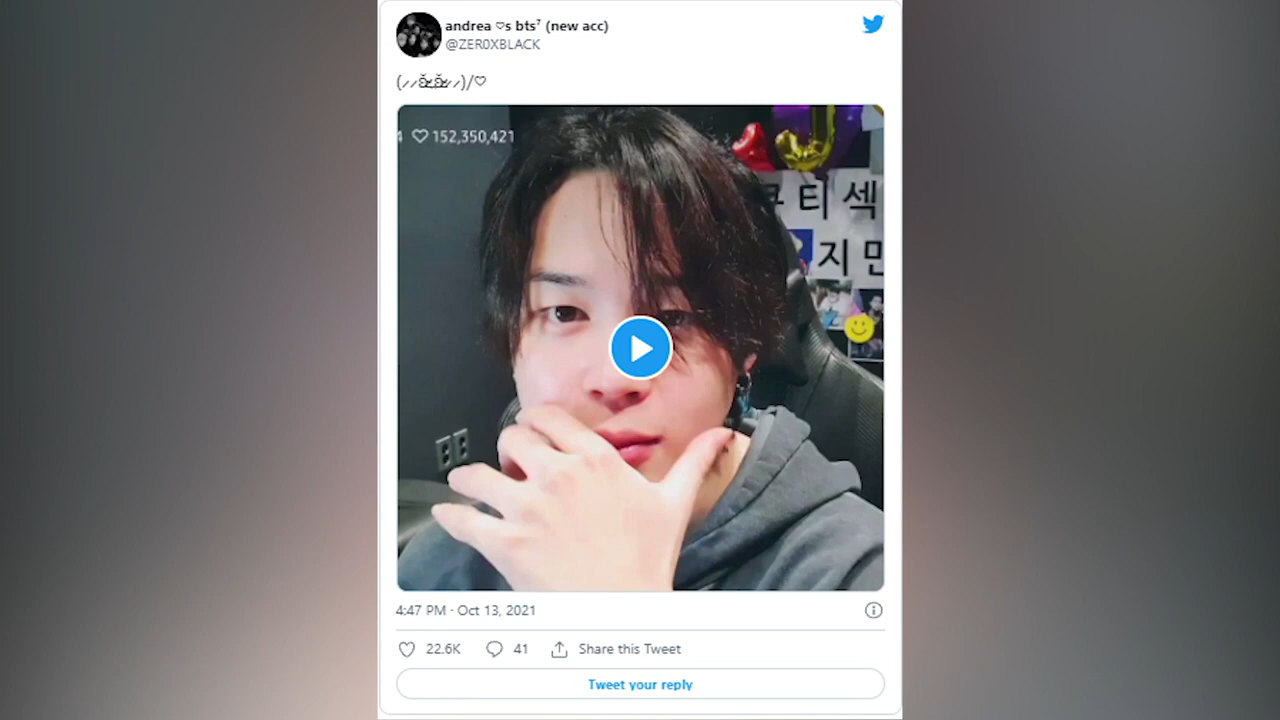 andrea ♡s bts⁷ (new acc)
@ZER0XBLACK
4 ♡ 152,350,421
티 섹
지 민
4:47 PM · Oct 13, 2021
22.6K 41 Share this Tweet
Tweet your reply